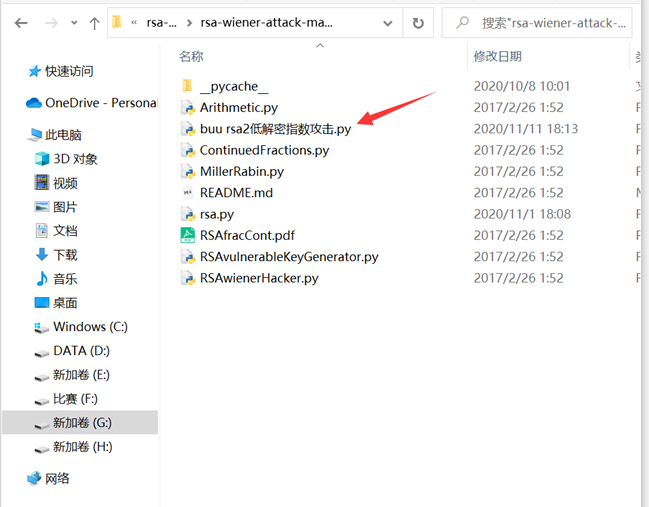 « rsa-... › rsa-wiener-attack-ma... 搜索"rsa-wiener-attack-...
名称 修改日期
快速访问
OneDrive - Personal
此电脑
3D 对象
视频
图片
文档
下载
音乐
桌面
Windows (C:)
DATA (D:)
新加卷 (E:)
比赛 (F:)
新加卷 (G:)
新加卷 (H:)
网络
__pycache__ 2020/10/8 10:01
Arithmetic.py 2017/2/26 1:52
buu rsa2低解密指数攻击.py 2020/11/11 18:13
ContinuedFractions.py 2017/2/26 1:52
MillerRabin.py 2017/2/26 1:52
README.md 2017/2/26 1:52
rsa.py 2020/11/1 18:08
RSAfracCont.pdf 2017/2/26 1:52
RSAvulnerableKeyGenerator.py 2017/2/26 1:52
RSAwienerHacker.py 2017/2/26 1:52